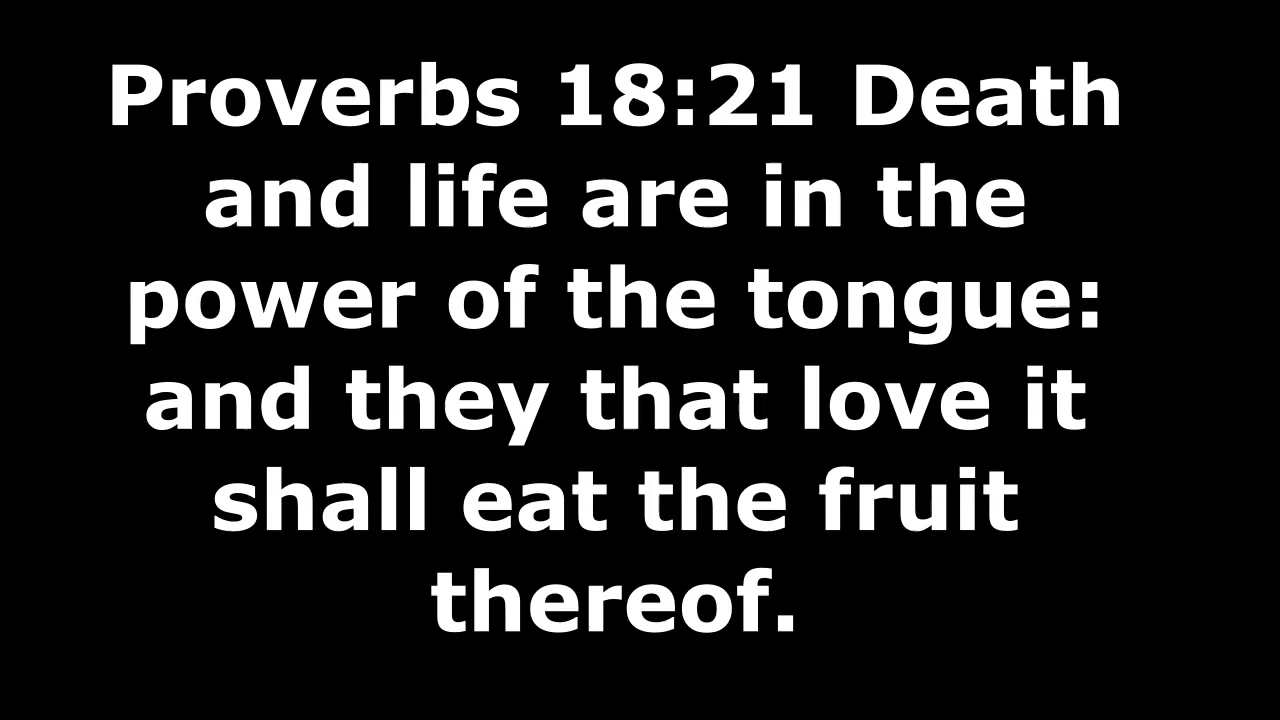 Proverbs 18:21 Death
and life are in the
power of the tongue:
and they that love it
shall eat the fruit
thereof.